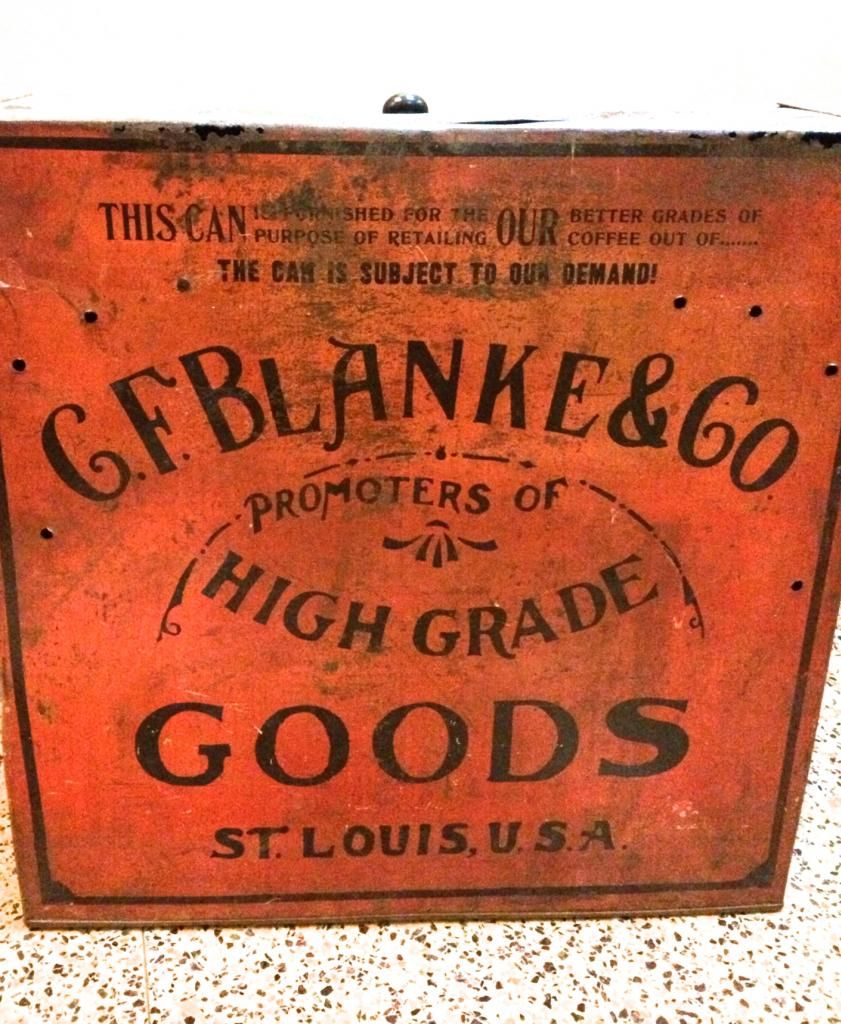 THIS CAN IS FURNISHED FOR THE PURPOSE OF RETAILING OUR BETTER GRADES OF COFFEE OUT OF.......
THE CAN IS SUBJECT TO OUR DEMAND!
C.F. BLANKE & CO.
PROMOTERS OF
HIGH GRADE
GOODS
ST. LOUIS, U.S.A.